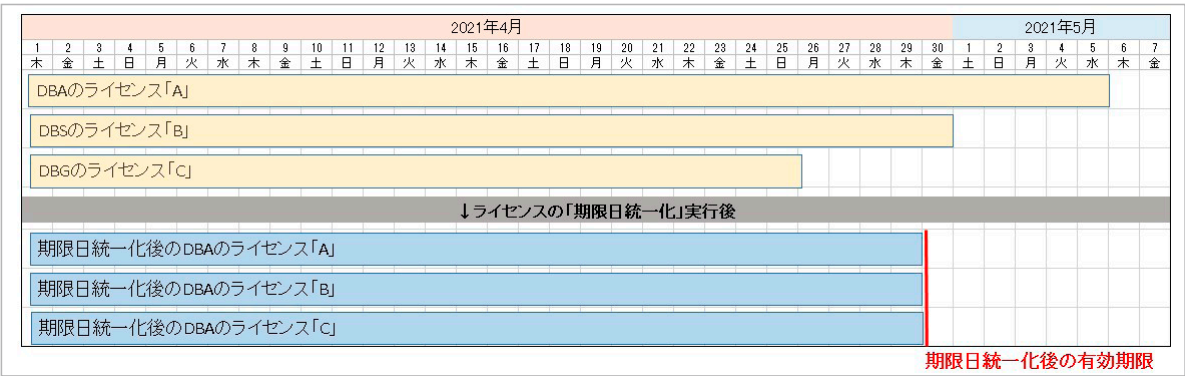 2021年4月 2021年5月
1 2 3 4 5 6 7 8 9 10 11 12 13 14 15 16 17 18 19 20 21 22 23 24 25 26 27 28 29 30 1 2 3 4 5 6 7
木 金 土 日 月 火 水 木 金 土 日 月 火 水 木 金 土 日 月 火 水 木 金 土 日 月 火 水 木 金 土 日 月 火 水 木 金
DBAのライセンス「A」
DBSのライセンス「B」
DBGのライセンス「C」
↓ライセンスの「期限日統一化」実行後
期限日統一化後のDBAのライセンス「A」
期限日統一化後のDBAのライセンス「B」
期限日統一化後のDBAのライセンス「C」
期限日統一化後の有効期限